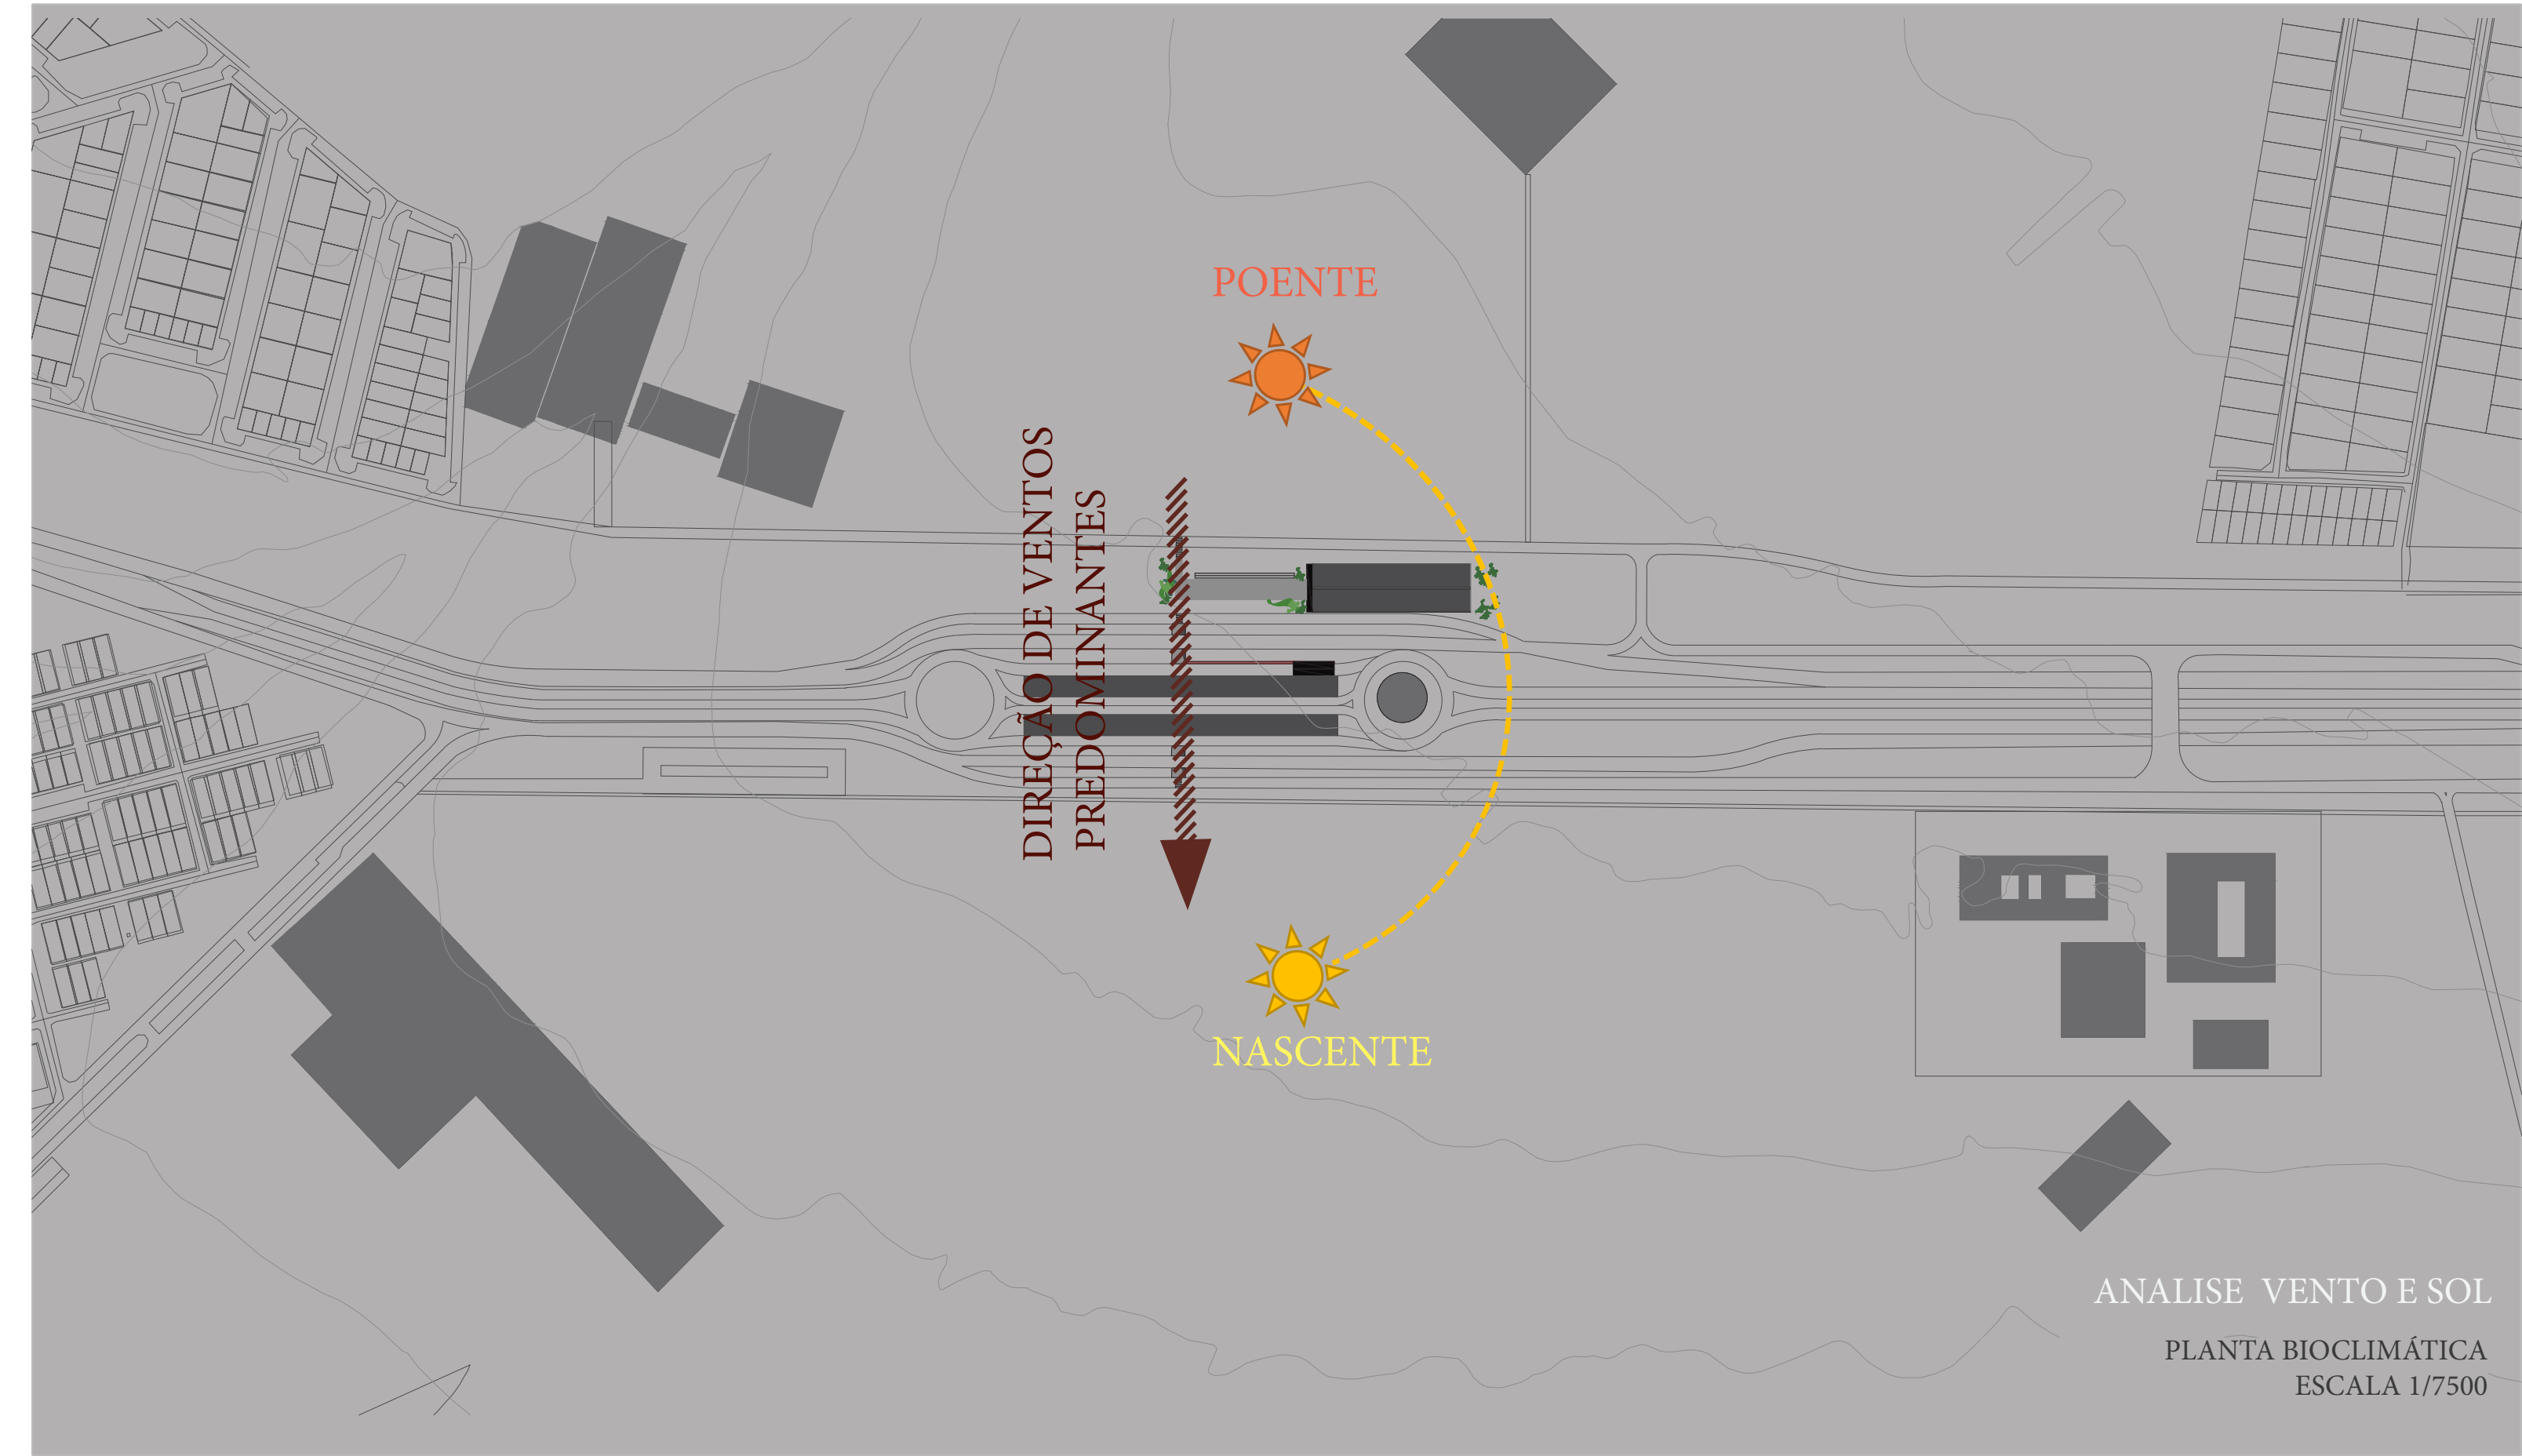 POENTE
DIREÇÃO DE VENTOS
PREDOMINANTES
NASCENTE
ANALISE VENTO E SOL
PLANTA BIOCLIMÁTICA
ESCALA 1/7500